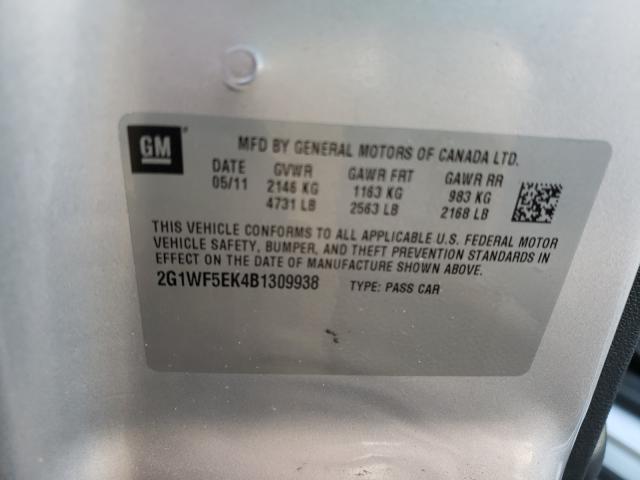 GM
MFD BY GENERAL MOTORS OF CANADA LTD.
DATE GVWR GAWR FRT GAWR RR
05/11 2146 KG 1163 KG 983 KG
4731 LB 2563 LB 2168 LB
THIS VEHICLE CONFORMS TO ALL APPLICABLE U.S. FEDERAL MOTOR
VEHICLE SAFETY, BUMPER, AND THEFT PREVENTION STANDARDS IN
EFFECT ON THE DATE OF MANUFACTURE SHOWN ABOVE.
2G1WF5EK4B1309938 TYPE: PASS CAR